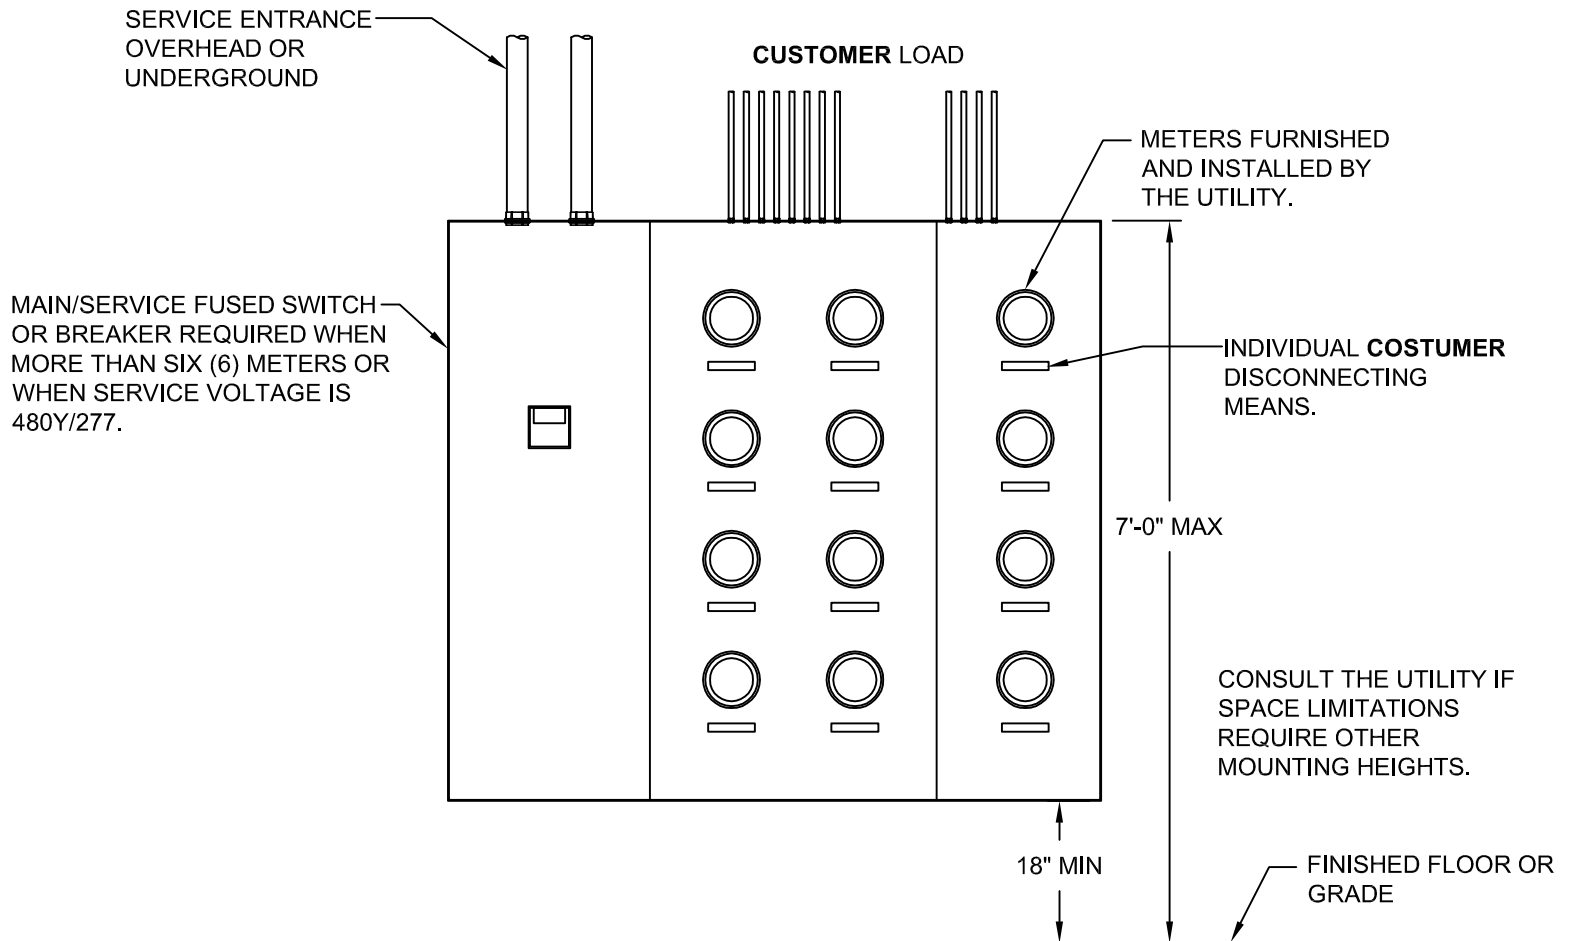 SERVICE ENTRANCE
OVERHEAD OR
UNDERGROUND
CUSTOMER LOAD
METERS FURNISHED
AND INSTALLED BY
THE UTILITY.
MAIN/SERVICE FUSED SWITCH
OR BREAKER REQUIRED WHEN
MORE THAN SIX (6) METERS OR
WHEN SERVICE VOLTAGE IS
480Y/277.
INDIVIDUAL COSTUMER
DISCONNECTING
MEANS.
7'-0" MAX
CONSULT THE UTILITY IF
SPACE LIMITATIONS
REQUIRE OTHER
MOUNTING HEIGHTS.
18" MIN
FINISHED FLOOR OR
GRADE